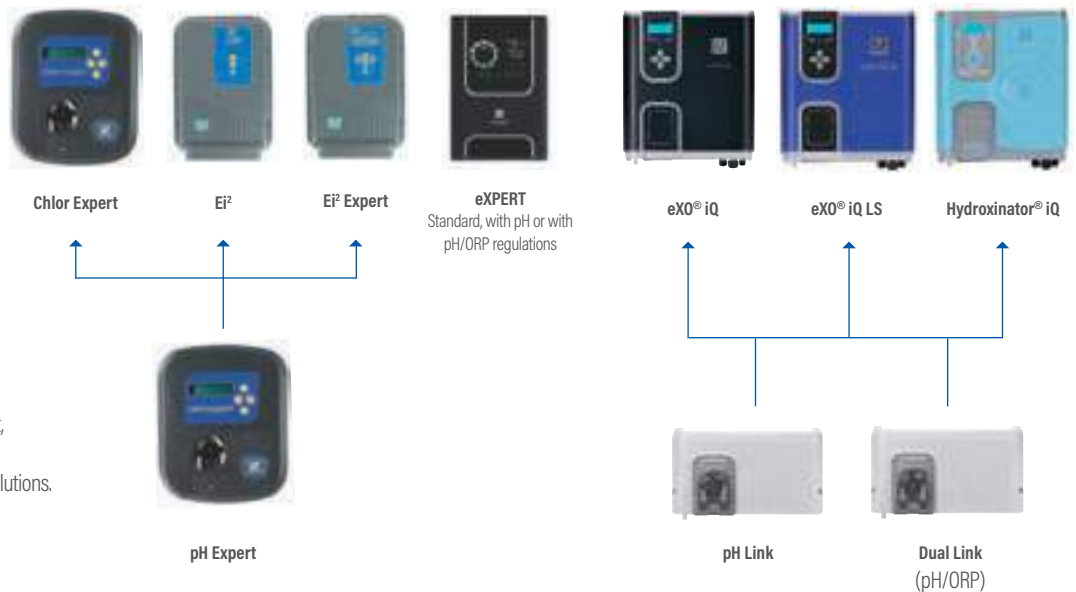 Chlor Expert
Ei²
Ei² Expert
eXPERT
Standard, with pH or with
pH/ORP regulations
eXO® iQ
eXO® iQ LS
Hydroxinator® iQ
lutions.
pH Expert
pH Link
Dual Link
(pH/ORP)